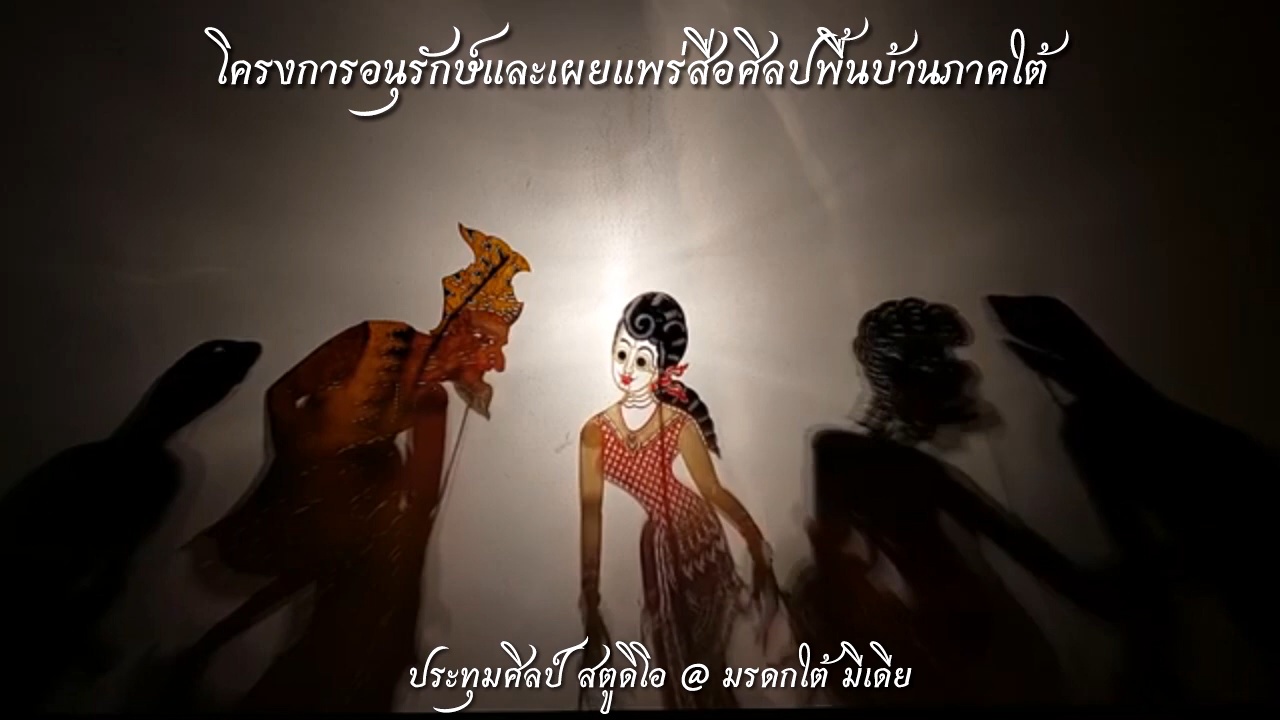 โครงการอนุรักษ์และเผยแพร่สื่อศิลปพื้นบ้านภาคใต้
ประทุมศิลป์ สตูดิโอ @ มรดกใต้ มีเดีย